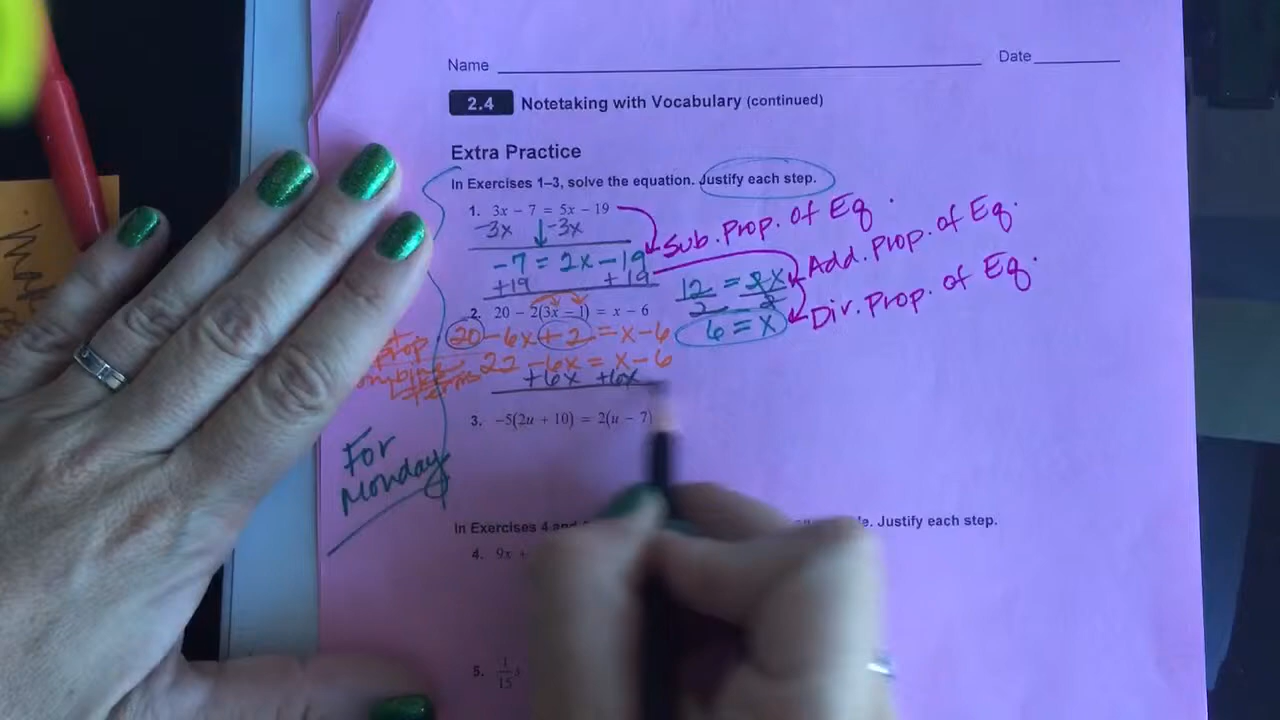 Name Date
2.4 Notetaking with Vocabulary (continued)
Extra Practice
In Exercises 1–3, solve the equation. Justify each step.
1. 3x − 7 = 5x − 19
-3x -3x
Sub. Prop. of Eq.
-7 = 2x - 19
+19 +19
12 = 2x
2 2
Add. Prop. of Eq.
6 = x
Div. Prop. of Eq.
2. 20 − 2(3x − 1) = x − 6
20 - 6x + 2 = x - 6
prop
22 - 6x = x - 6
terms
+6x +6x
3. −5(2u + 10) = 2(u − 7)
For
Monday
In Exercises 4 and Justify each step.
4. 9x +
5. 1
15